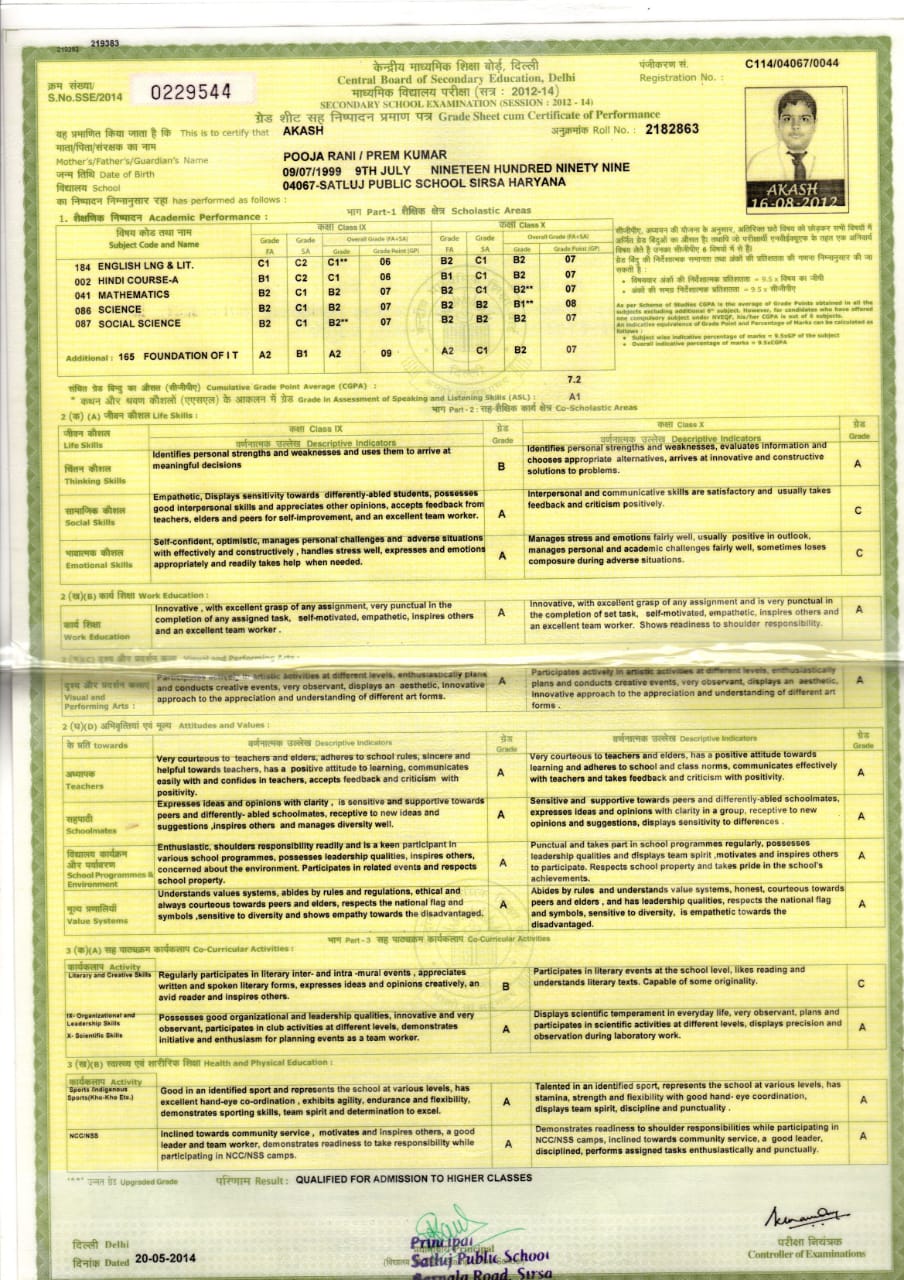 219383
219383
केन्द्रीय माध्यमिक शिक्षा बोर्ड, दिल्ली
Central Board of Secondary Education, Delhi
माध्यमिक विद्यालय परीक्षा (सत्र : 2012-14)
SECONDARY SCHOOL EXAMINATION (SESSION : 2012 - 14)
ग्रेड शीट सह निष्पादन प्रमाण पत्र Grade Sheet cum Certificate of Performance
क्रम संख्या/
S.No.SSE/2014 0229544
पंजीकरण सं. C114/04067/0044
Registration No. :
यह प्रमाणित किया जाता है कि This is to certify that AKASH
अनुक्रमांक Roll No. : 2182863
माता/पिता/संरक्षक का नाम
Mother's/Father's/Guardian's Name POOJA RANI / PREM KUMAR
जन्म तिथि Date of Birth 09/07/1999 9TH JULY NINETEEN HUNDRED NINETY NINE
विद्यालय School 04067-SATLUJ PUBLIC SCHOOL SIRSA HARYANA
का निष्पादन निम्नानुसार रहा has performed as follows :
AKASH
16-08-2012
भाग Part-1 शैक्षिक क्षेत्र Scholastic Areas
1. शैक्षणिक निष्पादन Academic Performance :
विषय कोड तथा नाम
Subject Code and Name
कक्षा Class IX
कक्षा Class X
Grade FA Grade SA Overall Grade (FA+SA) Grade Grade Point(GP)
Grade FA Grade SA Overall Grade (FA+SA) Grade Grade Point (GP)
184 ENGLISH LNG & LIT. C1 C2 C1** 06 B2 C1 B2 07
002 HINDI COURSE-A B1 C2 C1 06 B1 C1 B2 07
041 MATHEMATICS B2 C1 B2 07 B2 C1 B2** 07
086 SCIENCE B2 C1 B2 07 B2 B2 B1** 08
087 SOCIAL SCIENCE B2 C1 B2** 07 B2 B2 B2 07
Additional : 165 FOUNDATION OF I T A2 B1 A2 09 A2 C1 B2 07
As per Scheme of Studies CGPA is the average of Grade Points obtained in all the
subjects excluding additional 6th subject. However, for candidates who have offered
one compulsory subject under NVEQF, his/her CGPA is out of 6 subjects.
An indicative equivalence of Grade Point and Percentage of Marks can be calculated as
follows :
• Subject wise indicative percentage of marks = 9.5xGP of the subject
• Overall indicative percentage of marks = 9.5xCGPA
संचित ग्रेड बिन्दु का औसत (सीजीपीए) Cumulative Grade Point Average (CGPA) : 7.2
* कथन और श्रवण कौशलों (एएसएल) के आकलन में ग्रेड Grade in Assessment of Speaking and Listening Skills (ASL) : A1
भाग Part-2 : सह-शैक्षिक कार्य क्षेत्र Co-Scholastic Areas
2 (क) (A) जीवन कौशल Life Skills :
जीवन कौशल
Life Skills
कक्षा Class IX
वर्णनात्मक उल्लेख Descriptive Indicators
ग्रेड
Grade
कक्षा Class X
वर्णनात्मक उल्लेख Descriptive Indicators
ग्रेड
Grade
चिंतन कौशल
Thinking Skills
Identifies personal strengths and weaknesses and uses them to arrive at
meaningful decisions
B
Identifies personal strengths and weaknesses, evaluates information and
chooses appropriate alternatives, arrives at innovative and constructive
solutions to problems.
A
सामाजिक कौशल
Social Skills
Empathetic, Displays sensitivity towards differently-abled students, possesses
good interpersonal skills and appreciates other opinions, accepts feedback from
teachers, elders and peers for self-improvement, and an excellent team worker.
A
Interpersonal and communicative skills are satisfactory and usually takes
feedback and criticism positively.
C
भावात्मक कौशल
Emotional Skills
Self-confident, optimistic, manages personal challenges and adverse situations
with effectively and constructively , handles stress well, expresses and emotions
appropriately and readily takes help when needed.
A
Manages stress and emotions fairly well, usually positive in outlook,
manages personal and academic challenges fairly well, sometimes loses
composure during adverse situations.
C
2 (ख)(B) कार्य शिक्षा Work Education :
कार्य शिक्षा
Work Education
Innovative , with excellent grasp of any assignment, very punctual in the
completion of any assigned task, self-motivated, empathetic, inspires others
and an excellent team worker .
A
Innovative, with excellent grasp of any assignment and is very punctual in
the completion of set task, self-motivated, empathetic, inspires others and
an excellent team worker. Shows readiness to shoulder responsibility.
A
Visual and Performing Arts :
दृश्य और प्रदर्शन कलाएं
Visual and
Performing Arts :
Participates actively in artistic activities at different levels, enthusiastically plans
and conducts creative events, very observant, displays an aesthetic, innovative
approach to the appreciation and understanding of different art forms.
A
Participates actively in artistic activities at different levels, enthusiastically
plans and conducts creative events, very observant, displays an aesthetic,
innovative approach to the appreciation and understanding of different art
forms .
A
2 (घ)(D) अभिवृत्तियां एवं मूल्य Attitudes and Values :
के प्रति towards
वर्णनात्मक उल्लेख Descriptive Indicators
ग्रेड
Grade
वर्णनात्मक उल्लेख Descriptive Indicators
ग्रेड
Grade
अध्यापक
Teachers
Very courteous to teachers and elders, adheres to school rules, sincere and
helpful towards teachers, has a positive attitude to learning, communicates
easily with and confides in teachers, accepts feedback and criticism with
positivity.
A
Very courteous to teachers and elders, has a positive attitude towards
learning and adheres to school and class norms, communicates effectively
with teachers and takes feedback and criticism with positivity.
A
सहपाठी
Schoolmates
Expresses ideas and opinions with clarity , is sensitive and supportive towards
peers and differently- abled schoolmates, receptive to new ideas and
suggestions ,inspires others and manages diversity well.
A
Sensitive and supportive towards peers and differently-abled schoolmates,
expresses ideas and opinions with clarity in a group, receptive to new
opinions and suggestions, displays sensitivity to differences .
A
विद्यालय कार्यक्रम
और पर्यावरण
School Programmes &
Environment
Enthusiastic, shoulders responsibility readily and is a keen participant in
various school programmes, possesses leadership qualities, inspires others,
concerned about the environment. Participates in related events and respects
school property.
A
Punctual and takes part in school programmes regularly, possesses
leadership qualities and displays team spirit ,motivates and inspires others
to participate. Respects school property and takes pride in the school's
achievements.
A
मूल्य प्रणालियां
Value Systems
Understands values systems, abides by rules and regulations, ethical and
always courteous towards peers and elders, respects the national flag and
symbols ,sensitive to diversity and shows empathy towards the disadvantaged.
A
Abides by rules and understands value systems, honest, courteous towards
peers and elders , and has leadership qualities, respects the national flag
and symbols, sensitive to diversity, is empathetic towards the
disadvantaged.
A
भाग Part-3 सह पाठ्यक्रम कार्यकलाप Co-Curricular Activities
3 (क)(A) सह पाठ्यक्रम कार्यकलाप Co-Curricular Activities :
कार्यकलाप Activity
Literary and Creative Skills
Regularly participates in literary inter- and intra -mural events , appreciates
written and spoken literary forms, expresses ideas and opinions creatively, an
avid reader and inspires others.
B
Participates in literary events at the school level, likes reading and
understands literary texts. Capable of some originality.
C
IX- Organizational and
Leadership Skills
X- Scientific Skills
Possesses good organizational and leadership qualities, innovative and very
observant, participates in club activities at different levels, demonstrates
initiative and enthusiasm for planning events as a team worker.
A
Displays scientific temperament in everyday life, very observant, plans and
participates in scientific activities at different levels, displays precision and
observation during laboratory work.
A
3 (ख)(B) स्वास्थ्य एवं शारीरिक शिक्षा Health and Physical Education :
कार्यकलाप Activity
Sports /Indigenous
Sports(Kho-Kho Etc.)
Good in an identified sport and represents the school at various levels, has
excellent hand-eye co-ordination , exhibits agility, endurance and flexibility,
demonstrates sporting skills, team spirit and determination to excel.
A
Talented in an identified sport, represents the school at various levels, has
stamina, strength and flexibility with good hand- eye coordination,
displays team spirit, discipline and punctuality .
A
NCC/NSS
Inclined towards community service , motivates and inspires others, a good
leader and team worker, demonstrates readiness to take responsibility while
participating in NCC/NSS camps.
A
Demonstrates readiness to shoulder responsibilities while participating in
NCC/NSS camps, inclined towards community service, a good leader,
disciplined, performs assigned tasks enthusiastically and punctually.
A
'**' उन्नत ग्रेड Upgraded Grade
परिणाम Result : QUALIFIED FOR ADMISSION TO HIGHER CLASSES
दिल्ली Delhi
दिनांक Dated 20-05-2014
Principal
Satluj Public School
Barnala Road, Sirsa
परीक्षा नियंत्रक
Controller of Examinations